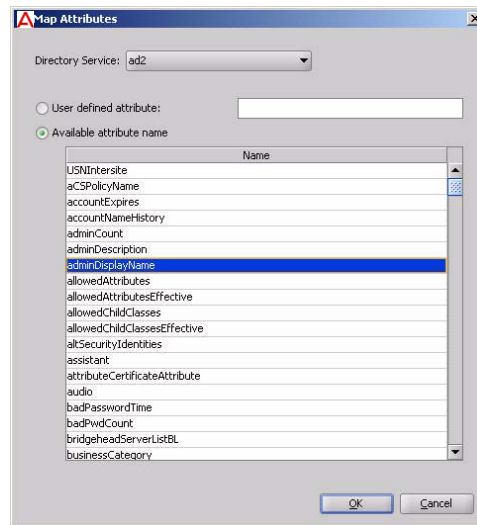 Map Attributes
Directory Service: ad2
User defined attribute:
Available attribute name
Name
USNIntersite
aCSPolicyName
accountExpires
accountNameHistory
adminCount
adminDescription
adminDisplayName
allowedAttributes
allowedAttributesEffective
allowedChildClasses
allowedChildClassesEffective
altSecurityIdentities
assistant
attributeCertificateAttribute
audio
badPasswordTime
badPwdCount
bridgeheadServerListBL
businessCategory
OK Cancel